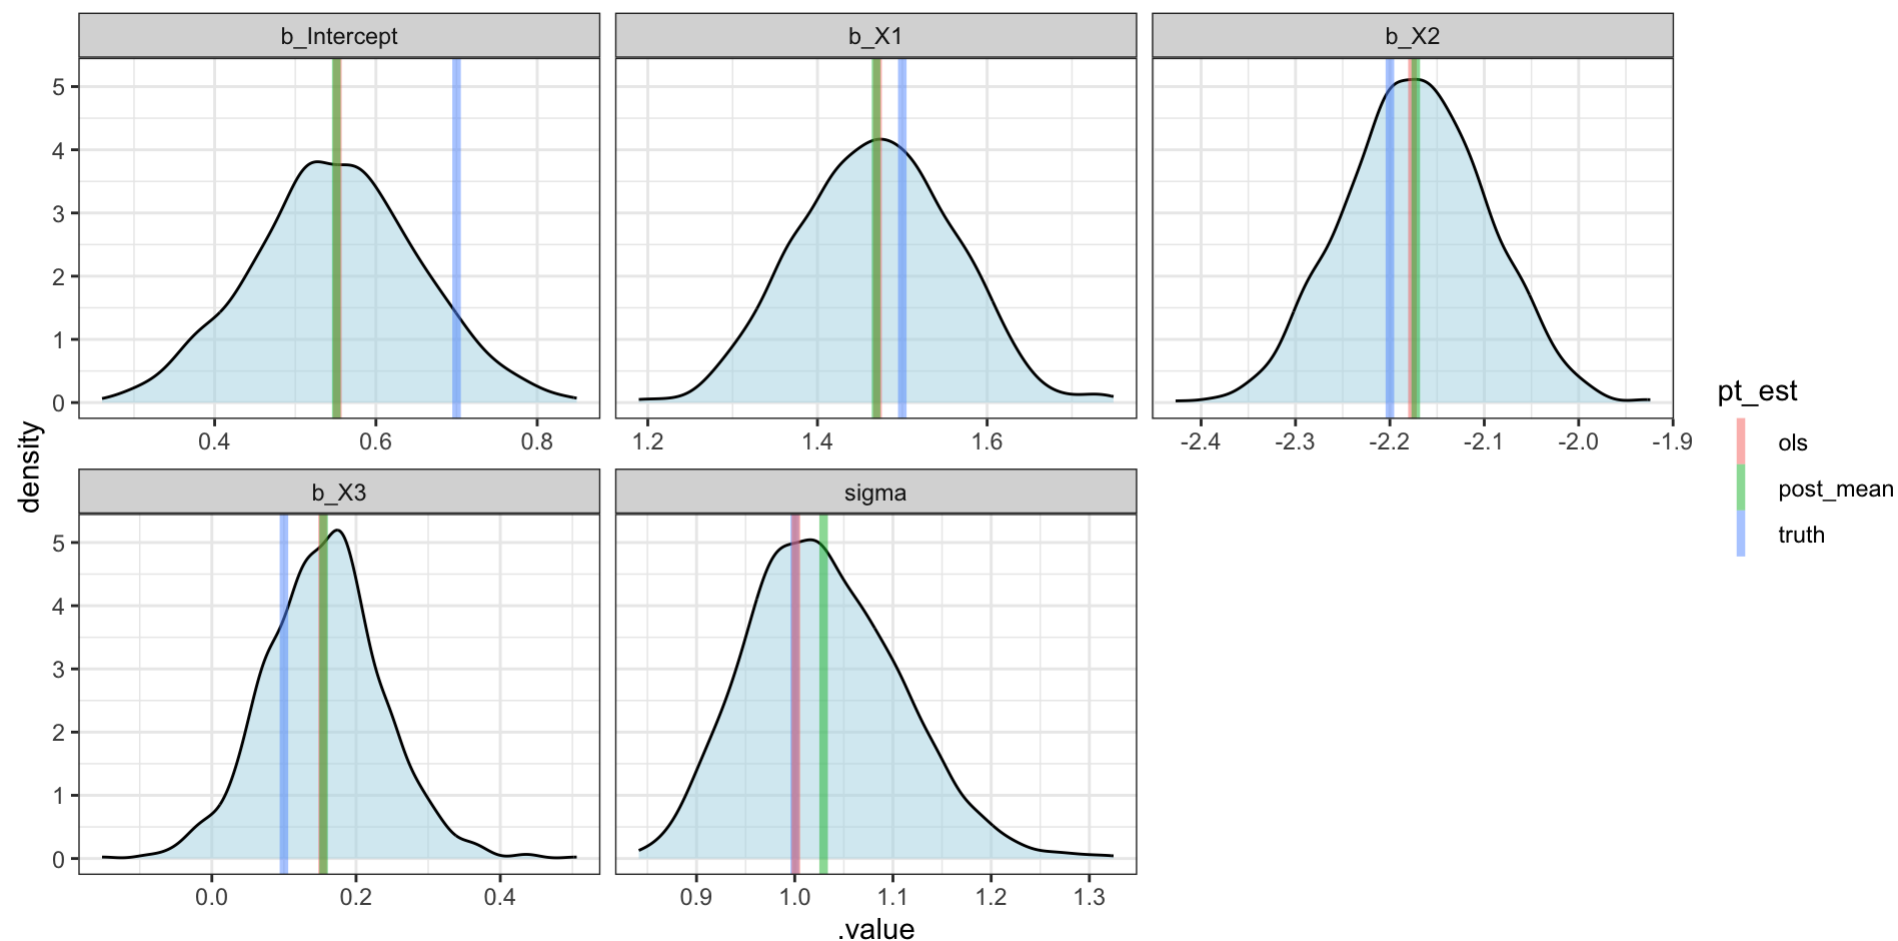 b_Intercept b_X1 b_X2
5
4
3
2
1
0
0.4 0.6 0.8 1.2 1.4 1.6 -2.4 -2.3 -2.2 -2.1 -2.0 -1.9
density
b_X3 sigma
5
4
3
2
1
0
0.0 0.2 0.4 0.9 1.0 1.1 1.2 1.3
.value
pt_est
ols
post_mean
truth